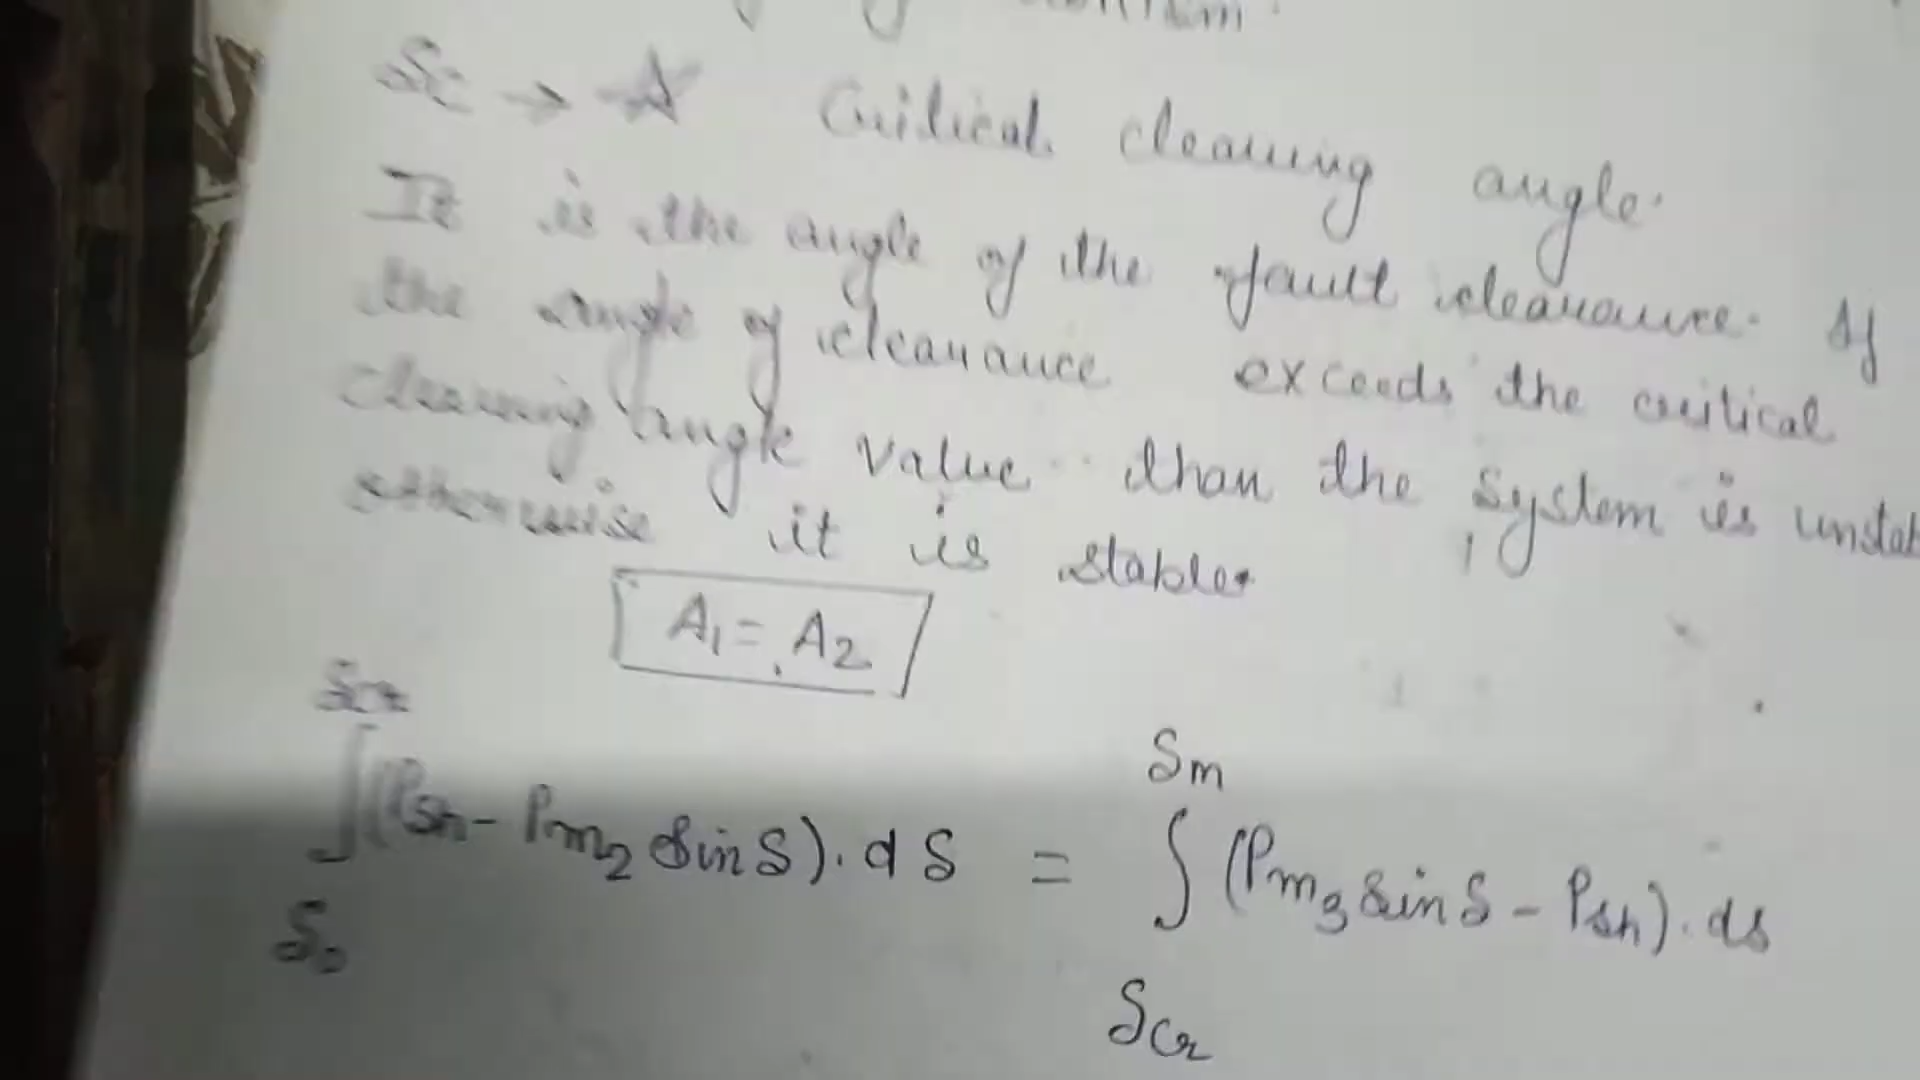 δc → A Critical clearing angle.
It is the angle of the fault clearance. If
the angle of clearance exceeds the critical
clearing angle value than the system is unstab
otherwise it is stable.
A1 = A2
δcr δm
∫(Psh - Pm2 Sin δ).dδ = ∫(Pm3 Sin δ - Psh).dδ
δ0 δcr